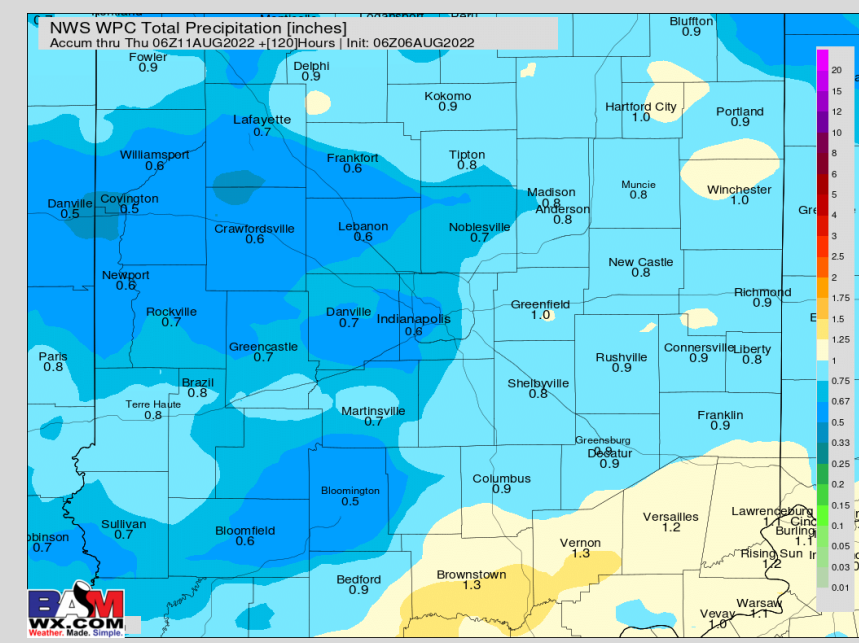 NWS WPC Total Precipitation [inches]
Accum thru Thu 06Z11AUG2022 +[120]Hours | Init: 06Z06AUG2022
Bluffton
0.9
Fowler
0.9
Delphi
0.9
Kokomo
0.9
Hartford City
1.0
Portland
0.9
Lafayette
0.7
Williamsport
0.6
Frankfort
0.6
Tipton
0.8
Muncie
0.8
Winchester
1.0
Danville
0.5
Covington
0.5
Madison
0.8
Anderson
0.8
Crawfordsville
0.6
Lebanon
0.6
Noblesville
0.7
New Castle
0.8
Newport
0.6
Richmond
0.9
Rockville
0.7
Danville
0.7
Indianapolis
0.6
Greenfield
1.0
Greencastle
0.7
Paris
0.8
Rushville
0.9
Connersville
0.9
Liberty
0.8
Brazil
0.8
Shelbyville
0.8
Terre Haute
0.8
Martinsville
0.7
Franklin
0.9
Greensburg
0.9
Decatur
0.9
Columbus
0.9
Bloomington
0.5
Sullivan
0.7
Bloomfield
0.6
obinson
0.7
Versailles
1.2
Lawrenceburg
1.1
Cinc
Burling
1.1
Vernon
1.3
Rising Sun
1.2
Bedford
0.9
Brownstown
1.3
Warsaw
1.1
Vevay
1.0
20
15
12
10
8
6
5
4
3
2.5
2
1.75
1.5
1.25
1
0.75
0.67
0.5
0.33
0.25
0.2
0.15
0.1
0.05
0.03
0.01
BAM
WX.COM
Weather. Made. Simple.